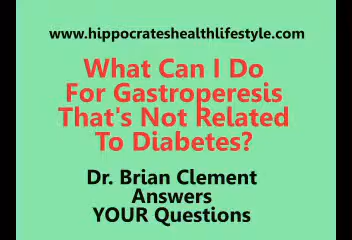 www.hippocrateshealthlifestyle.com
What Can I Do
For Gastroperesis
That's Not Related
To Diabetes?
Dr. Brian Clement
Answers
YOUR Questions